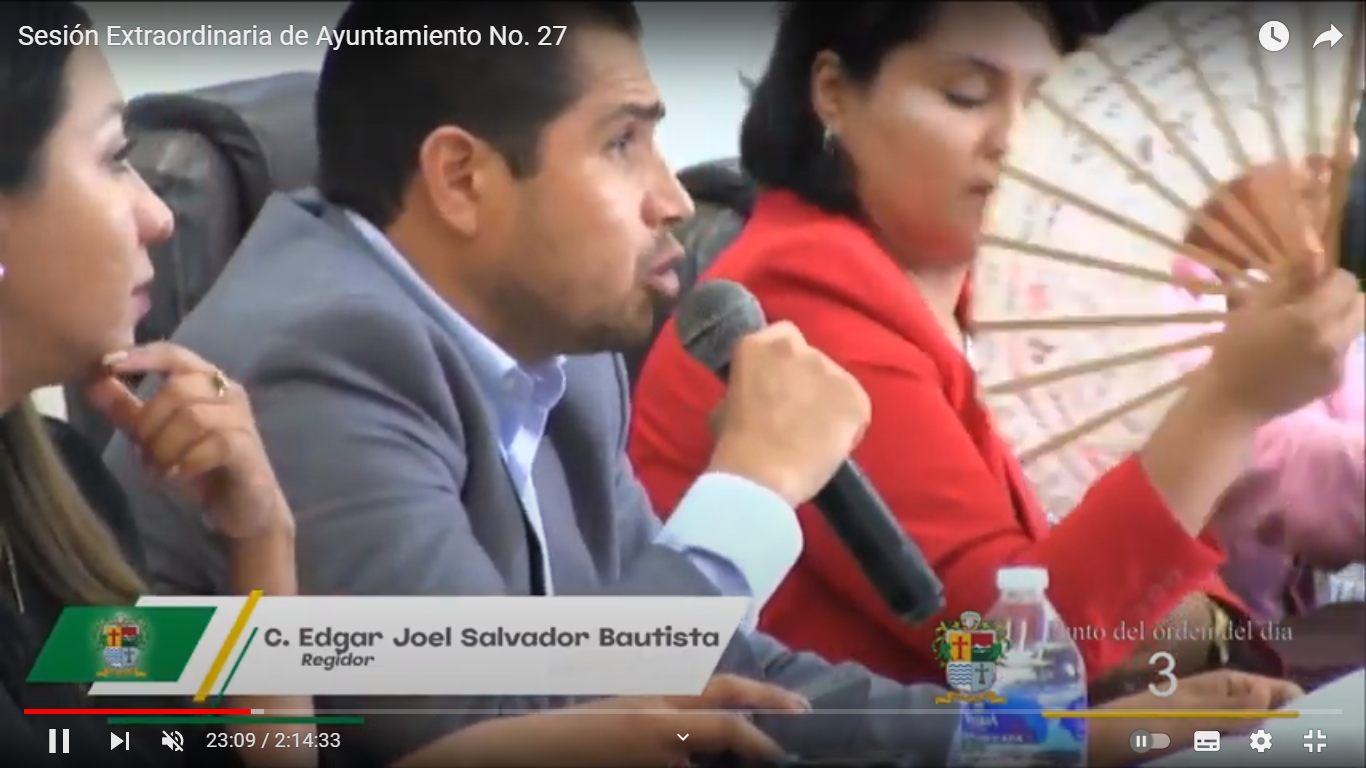 Sesión Extraordinaria de Ayuntamiento No. 27
C. Edgar Joel Salvador Bautista
Regidor
Punto del orden del día
3
23:09 / 2:14:33